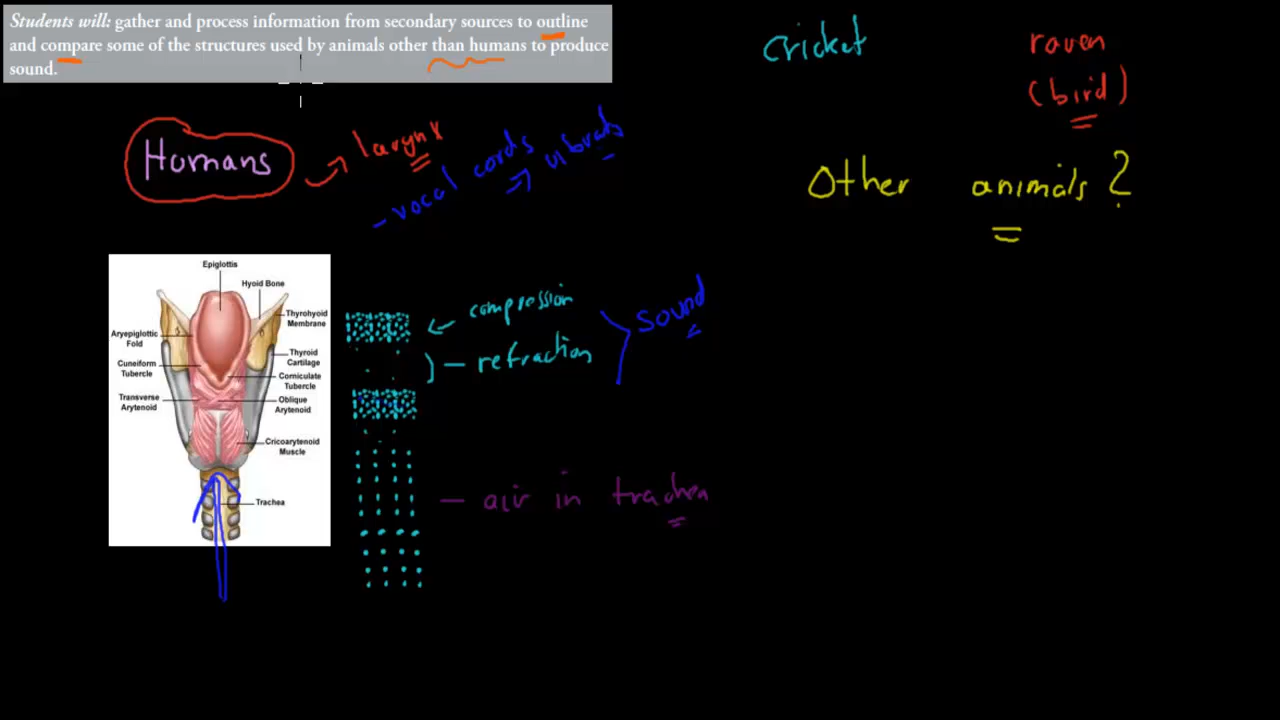 Students will: gather and process information from secondary sources to outline
and compare some of the structures used by animals other than humans to produce
sound.
cricket
raven
(bird)
Humans
larynx
- vocal cords
vibrate
Other animals?
Epiglottis
Hyoid Bone
Thyrohyoid
Membrane
Aryepiglottic
Fold
Thyroid
Cartilage
Cuneiform
Tubercle
Corniculate
Tubercle
Transverse
Arytenoid
Oblique
Arytenoid
Cricoarytenoid
Muscle
Trachea
compression
- refraction
sound
- air in trachea